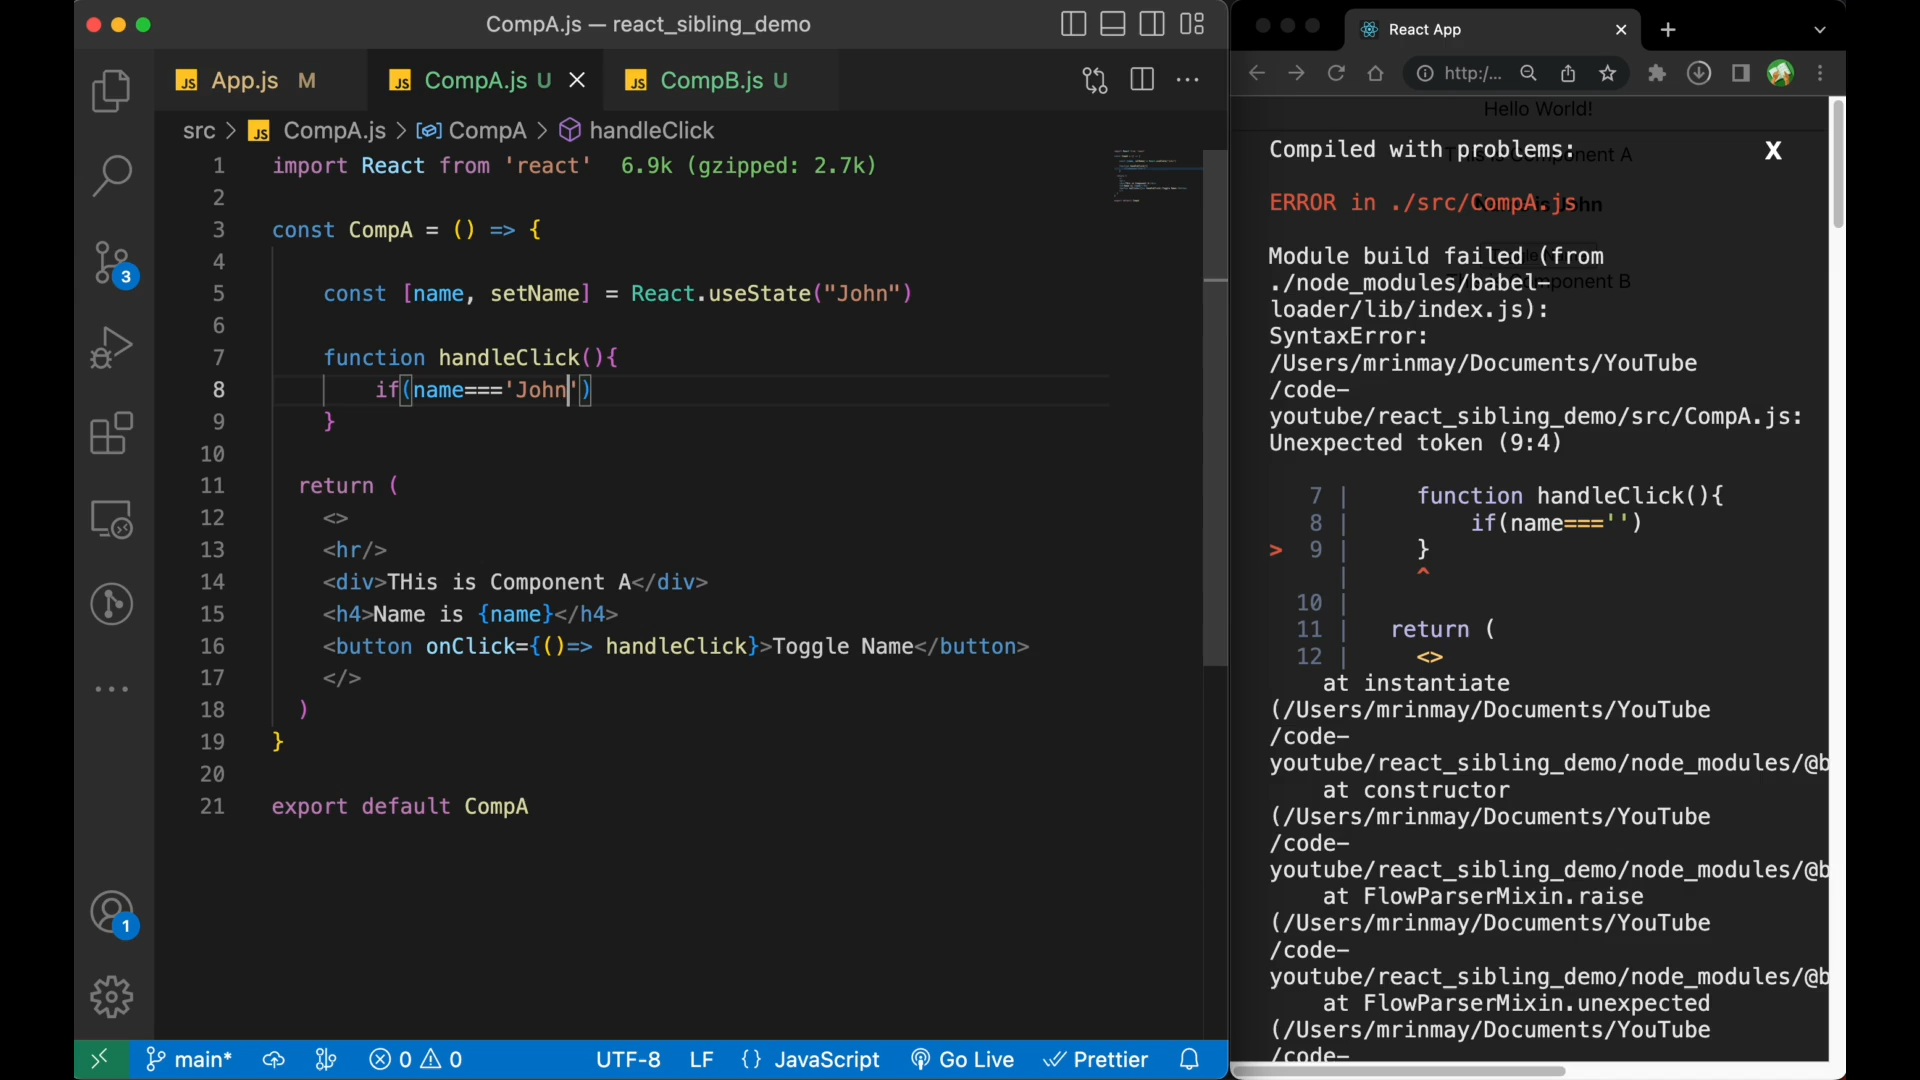 CompA.js — react_sibling_demo
App.js M
CompA.js U
CompB.js U
src > CompA.js > CompA > handleClick
1 import React from 'react' 6.9k (gzipped: 2.7k)
2
3 const CompA = () => {
4
5 const [name, setName] = React.useState("John")
6
7 function handleClick(){
8 if(name==='John')
9 }
10
11 return (
12 <>
13 <hr/>
14 <div>THis is Component A</div>
15 <h4>Name is {name}</h4>
16 <button onClick={()=> handleClick}>Toggle Name</button>
17 </>
18 )
19 }
20
21 export default CompA
3
1
main*
0 0
UTF-8
LF
{} JavaScript
Go Live
Prettier
React App
http:/...
Hello World!
Compiled with problems:
X
ERROR in ./src/CompA.js
Module build failed (from
./node_modules/babel-
loader/lib/index.js):
SyntaxError:
/Users/mrinmay/Documents/YouTube
/code-
youtube/react_sibling_demo/src/CompA.js:
Unexpected token (9:4)
7 | function handleClick(){
8 | if(name==='')
> 9 | }
| ^
10 |
11 | return (
12 | <>
at instantiate
(/Users/mrinmay/Documents/YouTube
/code-
youtube/react_sibling_demo/node_modules/@b
at constructor
(/Users/mrinmay/Documents/YouTube
/code-
youtube/react_sibling_demo/node_modules/@b
at FlowParserMixin.raise
(/Users/mrinmay/Documents/YouTube
/code-
youtube/react_sibling_demo/node_modules/@b
at FlowParserMixin.unexpected
(/Users/mrinmay/Documents/YouTube
/code-